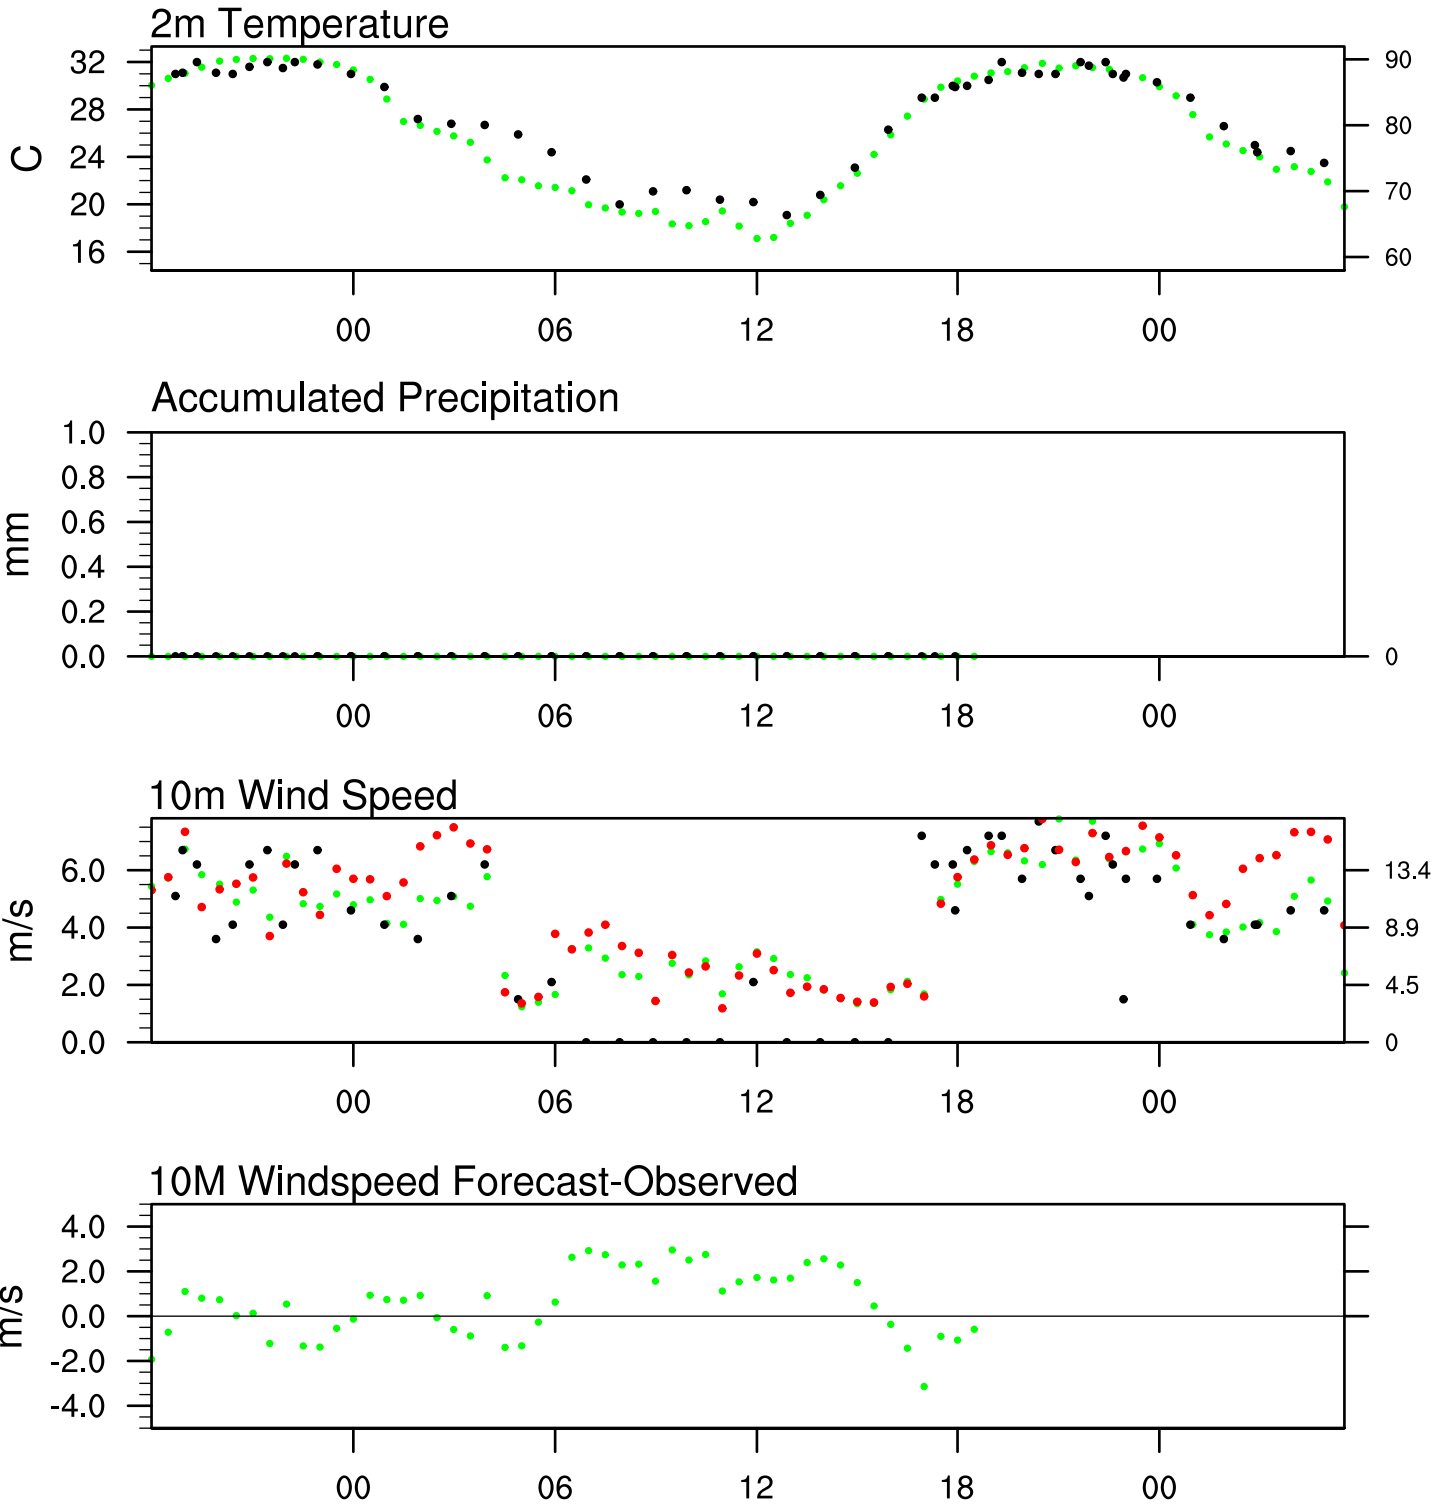 2m Temperature
32
28
24
20
16
C
90
80
70
60
00 06 12 18 00
Accumulated Precipitation
1.0
0.8
0.6
0.4
0.2
0.0
mm
0
00 06 12 18 00
10m Wind Speed
6.0
4.0
2.0
0.0
m/s
13.4
8.9
4.5
0
00 06 12 18 00
10M Windspeed Forecast-Observed
4.0
2.0
0.0
-2.0
-4.0
m/s
00 06 12 18 00